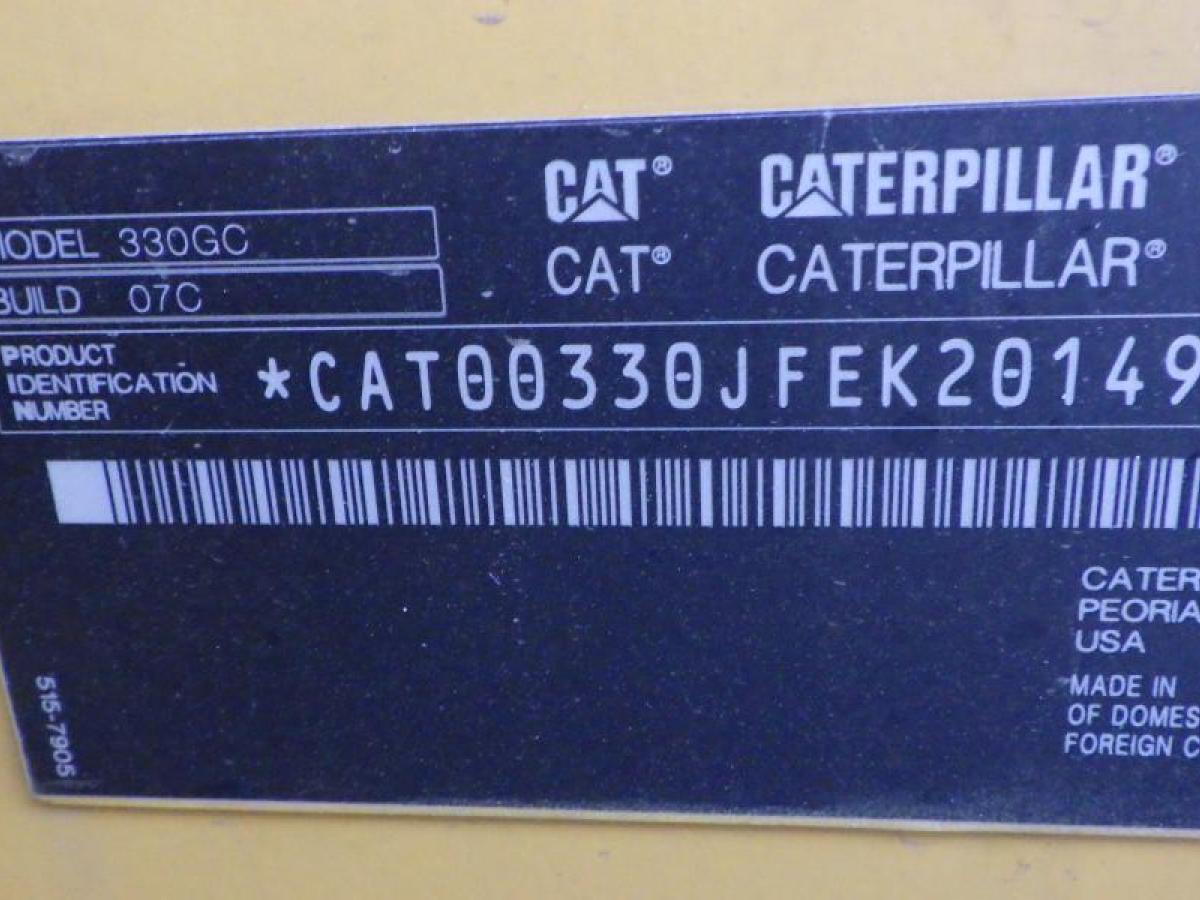 CAT® CATERPILLAR®
MODEL 330GC
CAT® CATERPILLAR®
BUILD 07C
PRODUCT
IDENTIFICATION
NUMBER
*CAT00330JFEK20149
CATER
PEORIA
USA
MADE IN
OF DOMES
FOREIGN C
515-7905